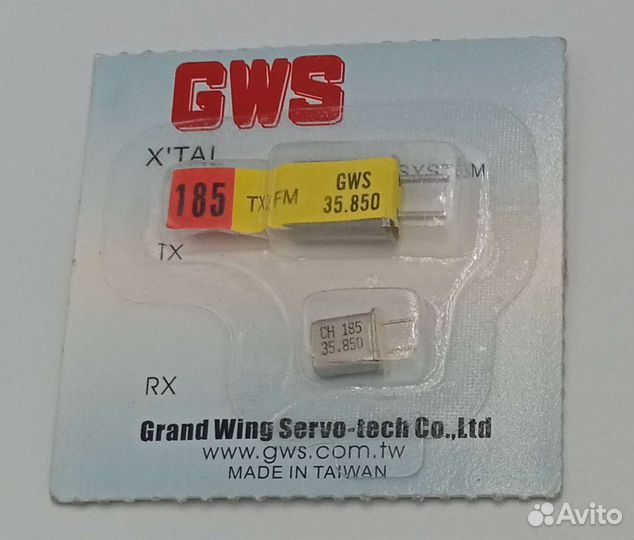 GWS
X'TAL
SYSTEM
185 TX FM GWS
35.850
TX
CH 185
35.850
RX
Grand Wing Servo-tech Co.,Ltd
www.gws.com.tw
MADE IN TAIWAN
Avito